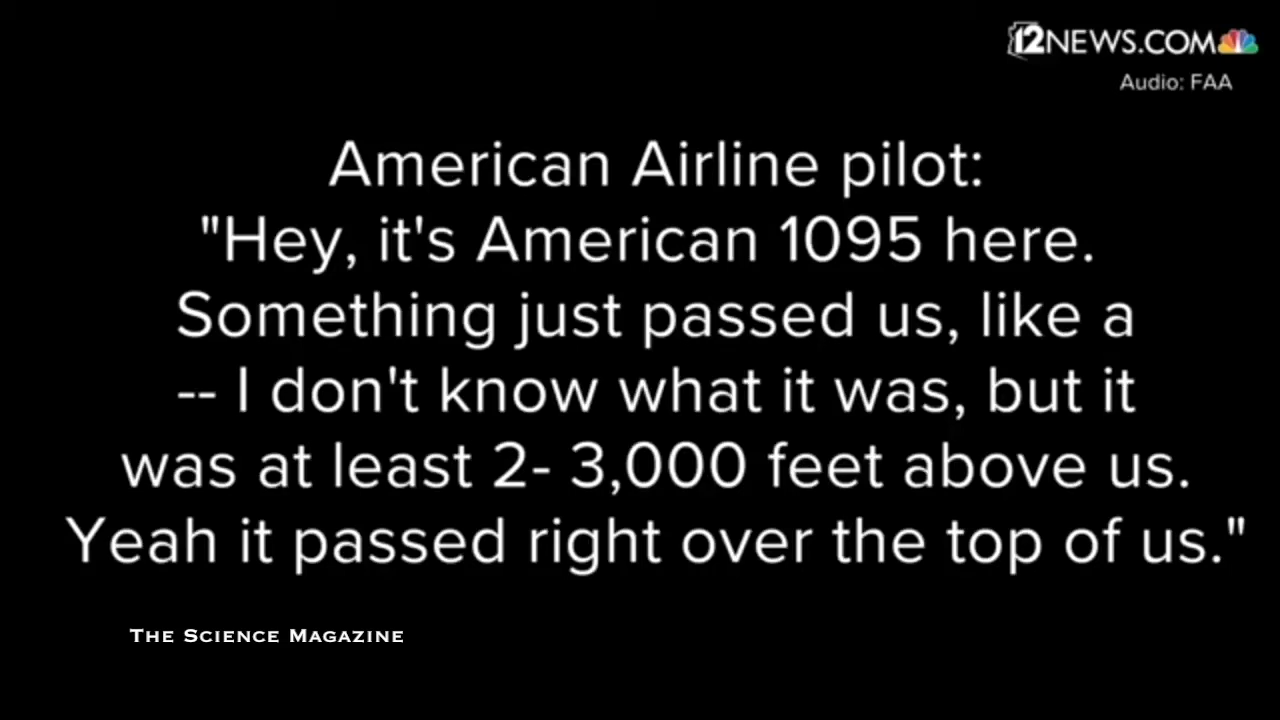 12NEWS.COM
Audio: FAA
American Airline pilot:
"Hey, it's American 1095 here.
Something just passed us, like a
-- I don't know what it was, but it
was at least 2- 3,000 feet above us.
Yeah it passed right over the top of us."
The Science Magazine